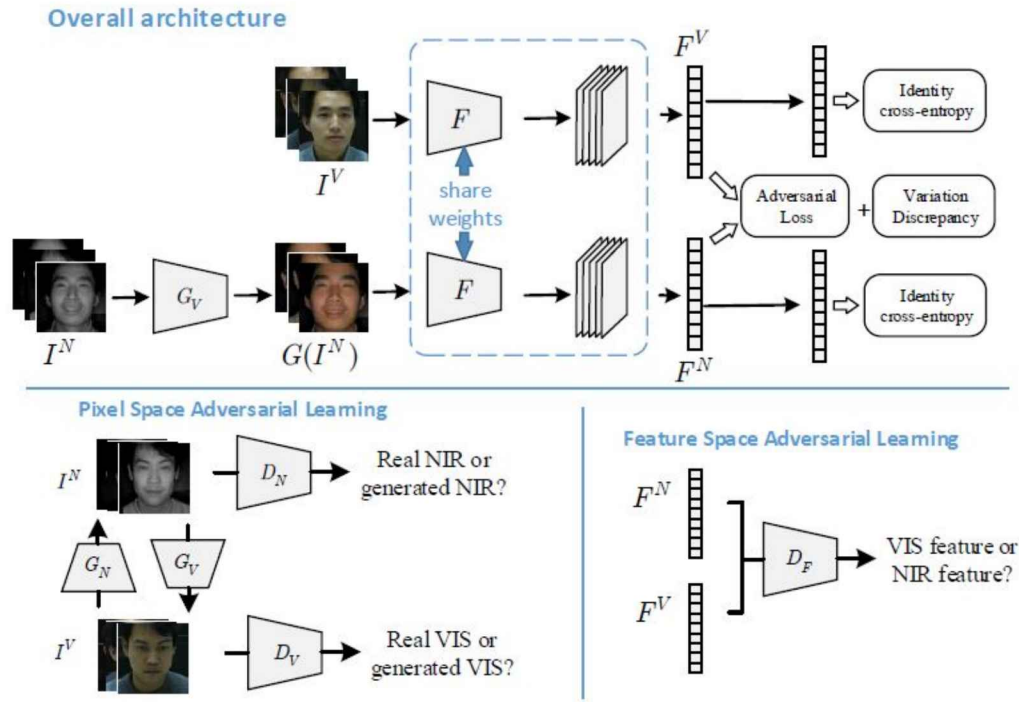 Overall architecture
I^V
F
share
weights
F^V
Identity
cross-entropy
Adversarial
Loss
+
Variation
Discrepancy
I^N
G_V
G(I^N)
F
F^N
Identity
cross-entropy
Pixel Space Adversarial Learning
I^N
D_N
Real NIR or
generated NIR?
G_N
G_V
I^V
D_V
Real VIS or
generated VIS?
Feature Space Adversarial Learning
F^N
F^V
D_F
VIS feature or
NIR feature?